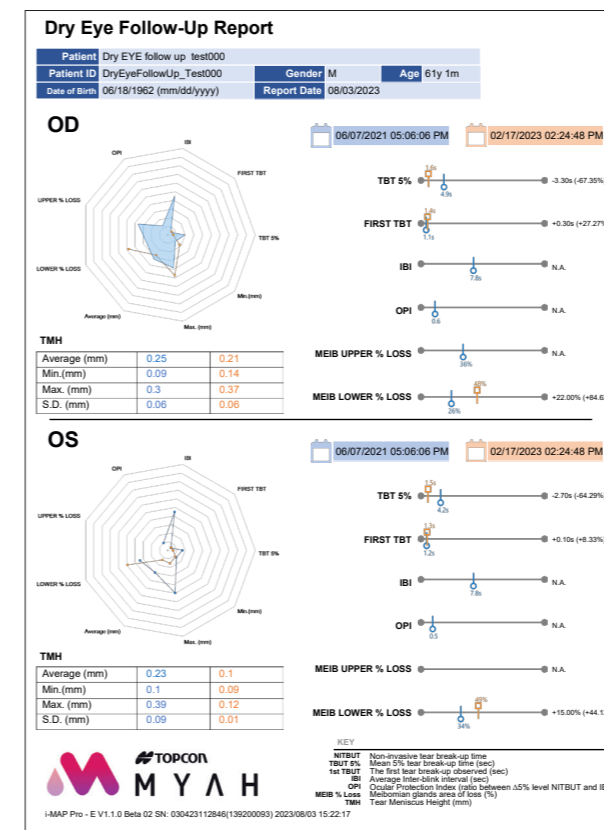 Dry Eye Follow-Up Report
Patient Dry EYE follow up test000
Patient ID DryEyeFollowUp_Test000 Gender M Age 61y 1m
Date of Birth 06/18/1962 (mm/dd/yyyy) Report Date 08/03/2023
OD
06/07/2021 05:06:06 PM 02/17/2023 02:24:48 PM
IBI
OPI
FIRST TBT
UPPER % LOSS
TBT 5%
LOWER % LOSS
Min.(mm)
Average (mm)
Max. (mm)
TBT 5% 1.6s 4.9s -3.30s (-67.35%)
FIRST TBT 1.4s 1.1s +0.30s (+27.27%
IBI 7.8s N.A.
OPI 0.6 N.A.
MEIB UPPER % LOSS 36% N.A.
MEIB LOWER % LOSS 48% 26% +22.00% (+84.6
TMH
Average (mm) 0.25 0.21
Min.(mm) 0.09 0.14
Max. (mm) 0.3 0.37
S.D. (mm) 0.06 0.06
OS
06/07/2021 05:06:06 PM 02/17/2023 02:24:48 PM
IBI
OPI
FIRST TBT
UPPER % LOSS
TBT 5%
LOWER % LOSS
Min.(mm)
Average (mm)
Max. (mm)
TBT 5% 1.5s 4.2s -2.70s (-64.29%)
FIRST TBT 1.3s 1.2s +0.10s (+8.33%)
IBI 7.8s N.A.
OPI 0.5 N.A.
MEIB UPPER % LOSS N.A.
MEIB LOWER % LOSS 49% 34% +15.00% (+44.1
TMH
Average (mm) 0.23 0.1
Min.(mm) 0.1 0.09
Max. (mm) 0.39 0.12
S.D. (mm) 0.09 0.01
KEY
NITBUT Non-invasive tear break-up time
TBUT 5% Mean 5% tear break-up time (sec)
1st TBUT The first tear break-up observed (sec)
IBI Average Inter-blink interval (sec)
OPI Ocular Protection Index (ratio between Δ5% level NITBUT and IB
MEIB % Loss Meibomian glands area of loss (%)
TMH Tear Meniscus Height (mm)
TOPCON
MYAH
i-MAP Pro - E V1.1.0 Beta 02 SN: 030423112846(139200093) 2023/08/03 15:22:17